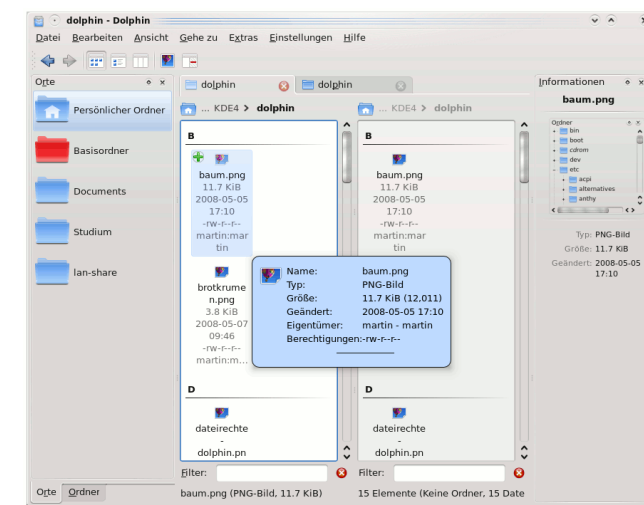 dolphin - Dolphin
Datei Bearbeiten Ansicht Gehe zu Extras Einstellungen Hilfe
Orte
Persönlicher Ordner
Basisordner
Documents
Studium
lan-share
Orte Ordner
dolphin
dolphin
... KDE4 > dolphin
B
baum.png
11.7 KiB
2008-05-05
17:10
-rw-r--r--
martin:mar
tin
brotkrume
n.png
3.8 KiB
2008-05-07
09:46
-rw-r--r--
martin:m...
D
dateirechte
-
dolphin.pn
Filter:
baum.png (PNG-Bild, 11.7 KiB)
... KDE4 > dolphin
B
baum.png
11.7 KiB
2008-05-05
17:10
-rw-r--r--
martin:mar
tin
D
dateirechte
-
dolphin.pn
Filter:
15 Elemente (Keine Ordner, 15 Date
Name: baum.png
Typ: PNG-Bild
Größe: 11.7 KiB (12,011)
Geändert: 2008-05-05 17:10
Eigentümer: martin - martin
Berechtigungen:-rw-r--r--
Informationen
baum.png
Ordner
bin
boot
cdrom
dev
etc
acpi
alternatives
anthy
Typ: PNG-Bild
Größe: 11.7 KiB
Geändert: 2008-05-05
17:10